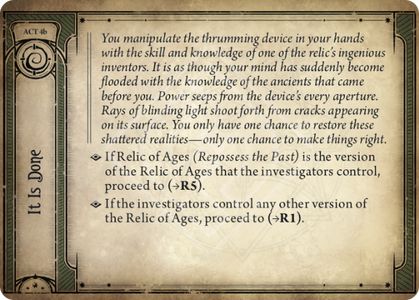 ACT-4b
It Is Done
You manipulate the thrumming device in your hands
with the skill and knowledge of one of the relic's ingenious
inventors. It is as though your mind has suddenly become
flooded with the knowledge of the ancients that came
before you. Power seeps from the device's every aperture.
Rays of blinding light shoot forth from cracks appearing
on its surface. You only have one chance to restore these
shattered realities—only one chance to make things right.
If Relic of Ages (Repossess the Past) is the version
of the Relic of Ages that the investigators control,
proceed to (→R5).
If the investigators control any other version of
the Relic of Ages, proceed to (→R1).